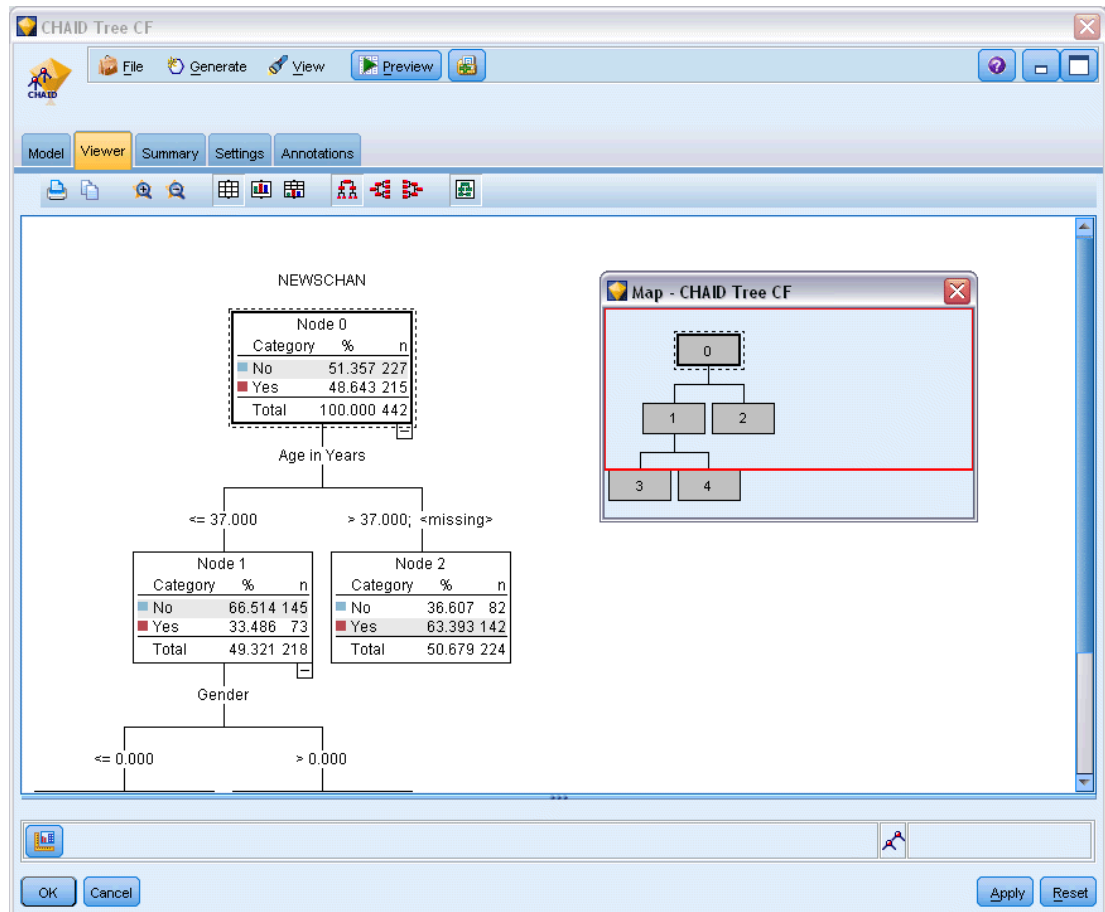 CHAID Tree CF
CHAID
File Generate View Preview
Model Viewer Summary Settings Annotations
NEWSCHAN
Node 0
Category % n
No 51.357 227
Yes 48.643 215
Total 100.000 442
Age in Years
<= 37.000 > 37.000; <missing>
Node 1
Category % n
No 66.514 145
Yes 33.486 73
Total 49.321 218
Node 2
Category % n
No 36.607 82
Yes 63.393 142
Total 50.679 224
Gender
<= 0.000 > 0.000
Map - CHAID Tree CF
0
1 2
3 4
OK Cancel Apply Reset